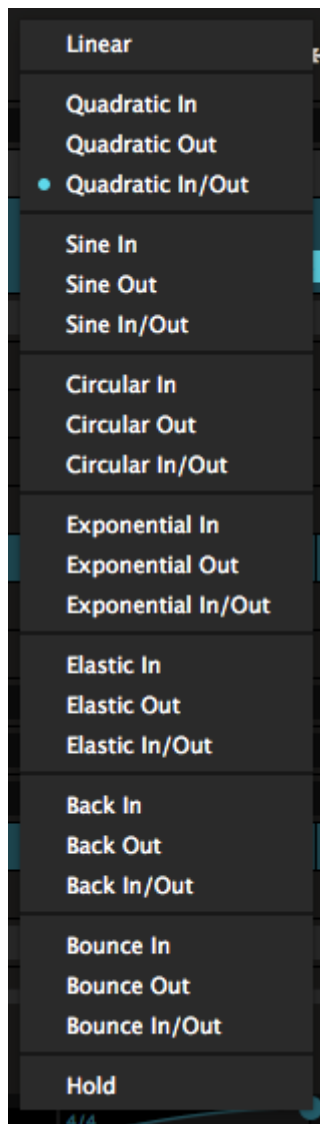 Linear
Quadratic In
Quadratic Out
Quadratic In/Out
Sine In
Sine Out
Sine In/Out
Circular In
Circular Out
Circular In/Out
Exponential In
Exponential Out
Exponential In/Out
Elastic In
Elastic Out
Elastic In/Out
Back In
Back Out
Back In/Out
Bounce In
Bounce Out
Bounce In/Out
Hold
4/4